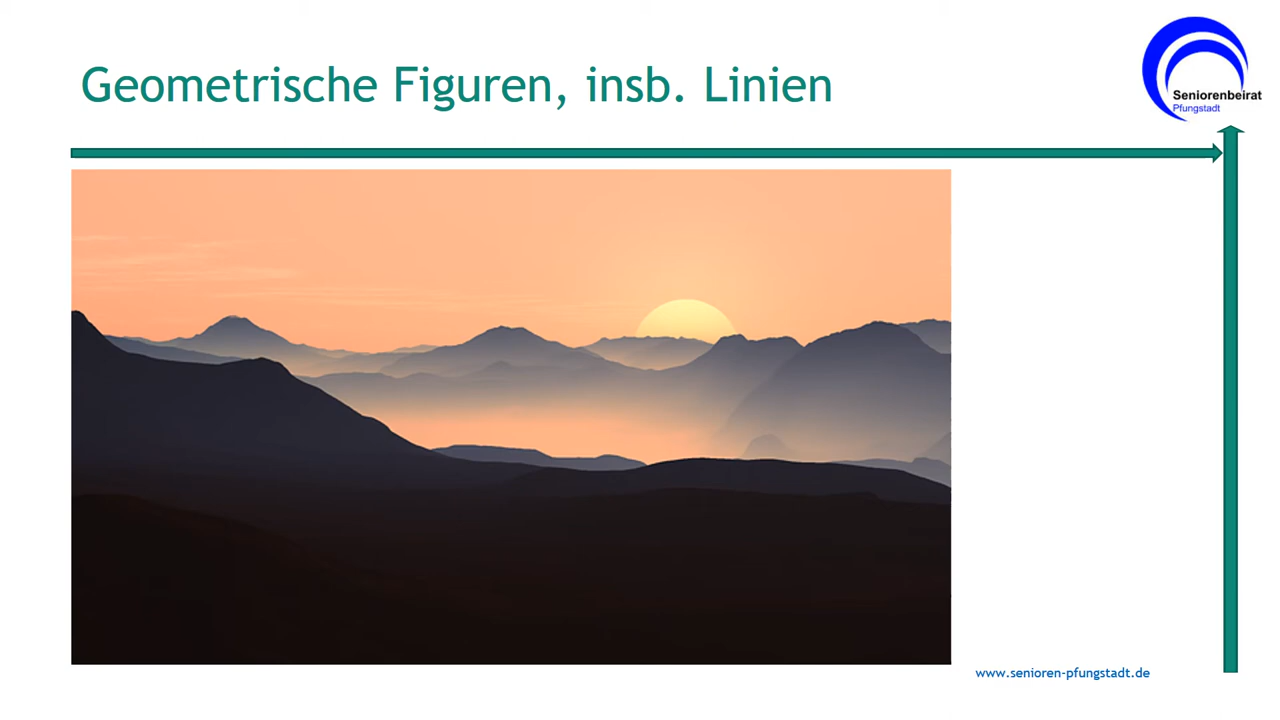 Geometrische Figuren, insb. Linien
Seniorenbeirat
Pfungstadt
www.senioren-pfungstadt.de